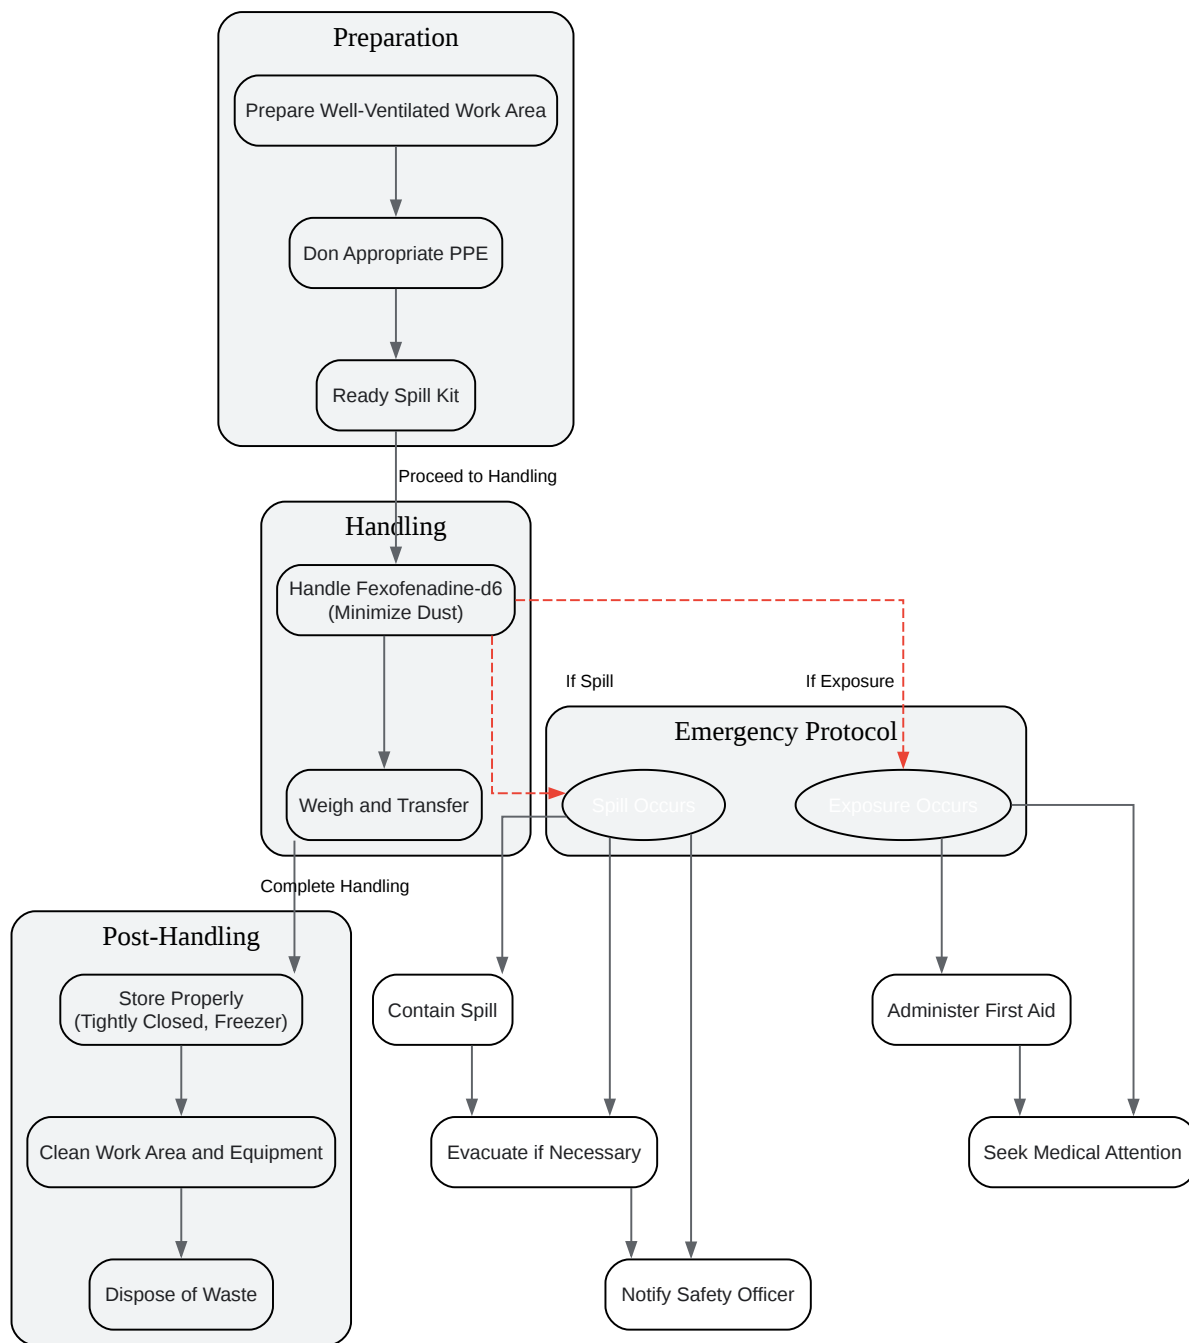 Preparation
Prepare Well-Ventilated Work Area
Don Appropriate PPE
Ready Spill Kit
Proceed to Handling
Handling
Handle Fexofenadine-d6
(Minimize Dust)
If Spill
If Exposure
Emergency Protocol
Weigh and Transfer
Spill Occurs
Exposure Occurs
Complete Handling
Post-Handling
Store Properly
(Tightly Closed, Freezer)
Contain Spill
Administer First Aid
Clean Work Area and Equipment
Evacuate if Necessary
Seek Medical Attention
Dispose of Waste
Notify Safety Officer